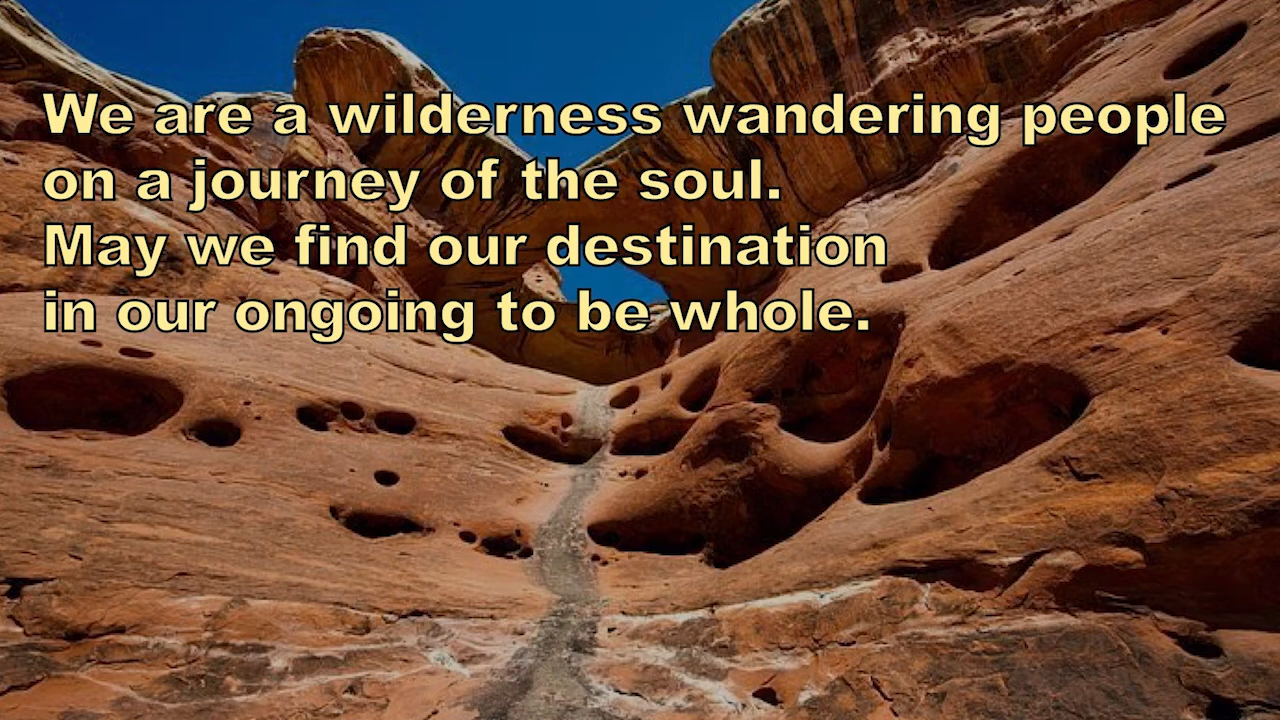 We are a wilderness wandering people
on a journey of the soul.
May we find our destination
in our ongoing to be whole.